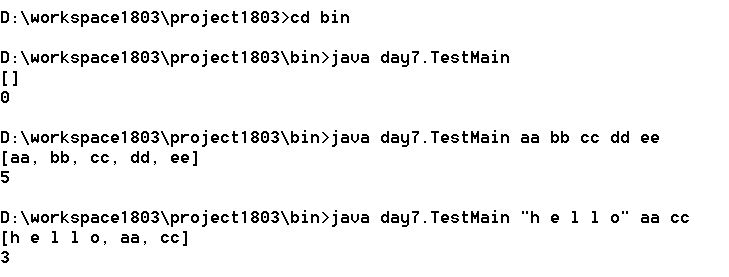 D:\workspace1803\project1803>cd bin
D:\workspace1803\project1803\bin>java day7.TestMain
[]
0
D:\workspace1803\project1803\bin>java day7.TestMain aa bb cc dd ee
[aa, bb, cc, dd, ee]
5
D:\workspace1803\project1803\bin>java day7.TestMain "h e l l o" aa cc
[h e l l o, aa, cc]
3